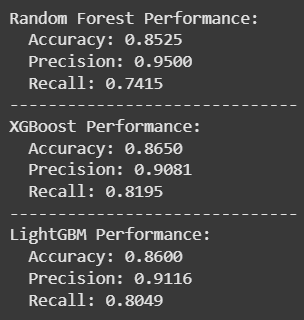 Random Forest Performance:
  Accuracy: 0.8525
  Precision: 0.9500
  Recall: 0.7415
------------------------------
XGBoost Performance:
  Accuracy: 0.8650
  Precision: 0.9081
  Recall: 0.8195
------------------------------
LightGBM Performance:
  Accuracy: 0.8600
  Precision: 0.9116
  Recall: 0.8049